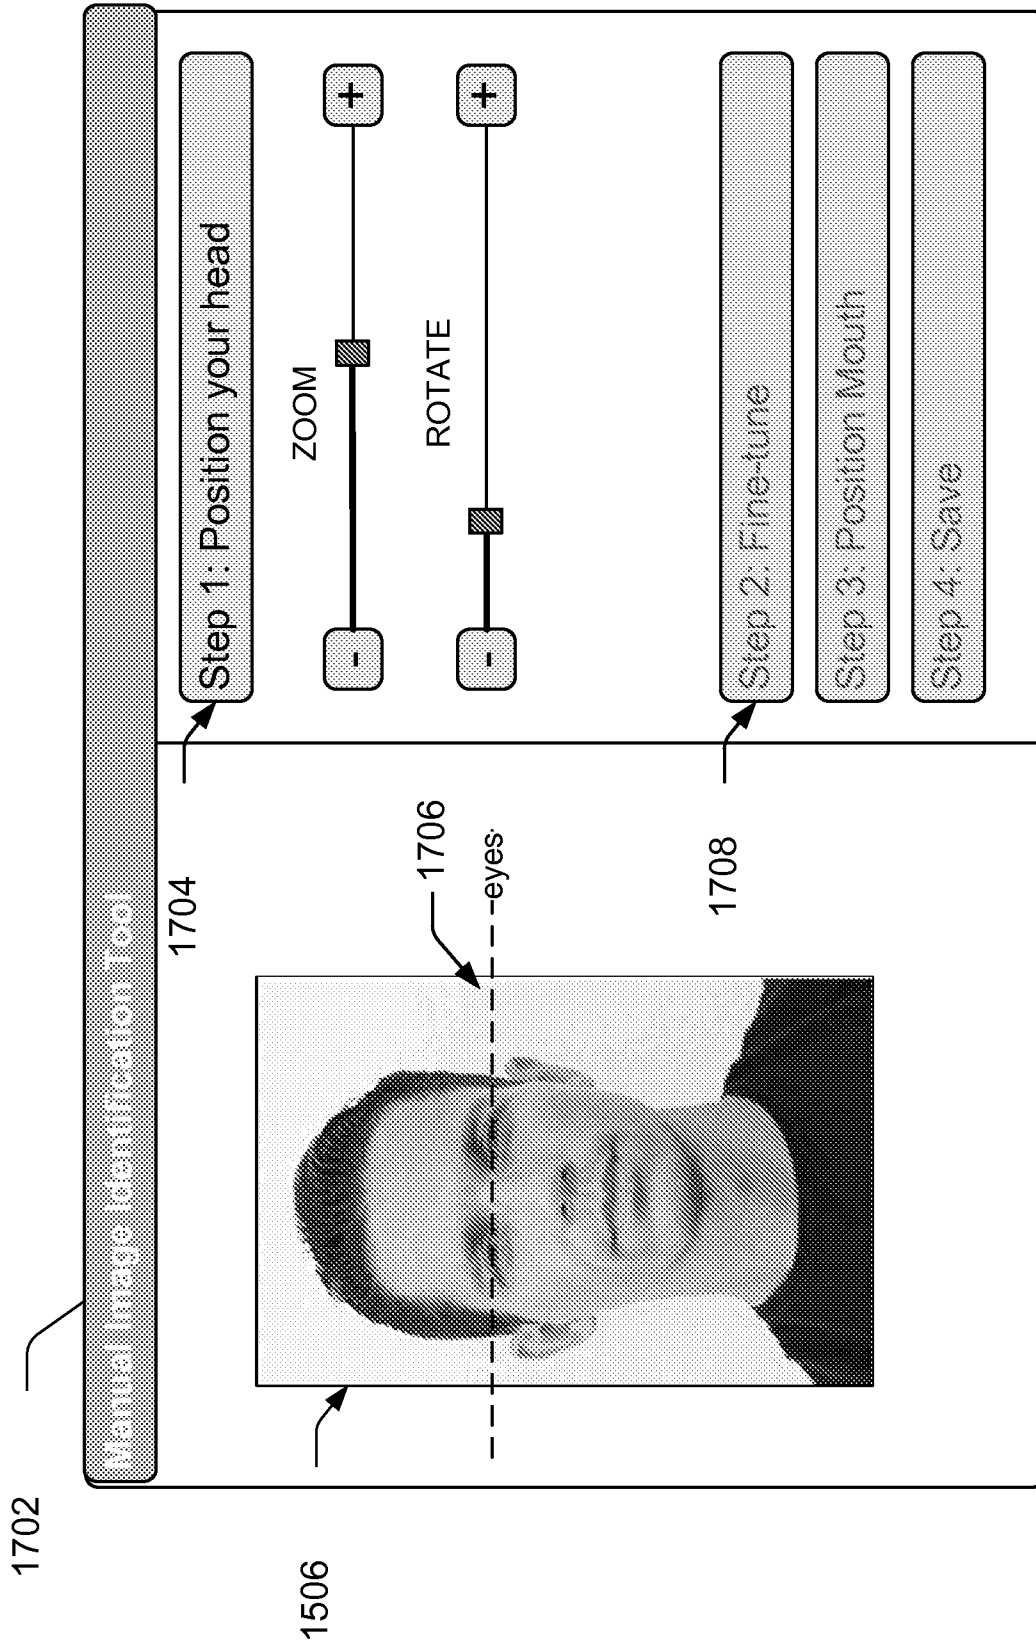 1702
Manual Image Identification Tool
1704
Step 1: Position your head
1506
ZOOM
-
+
1706
ROTATE
-
+
eyes
1708
Step 2: Fine-tune
Step 3: Position Mouth
Step 4: Save